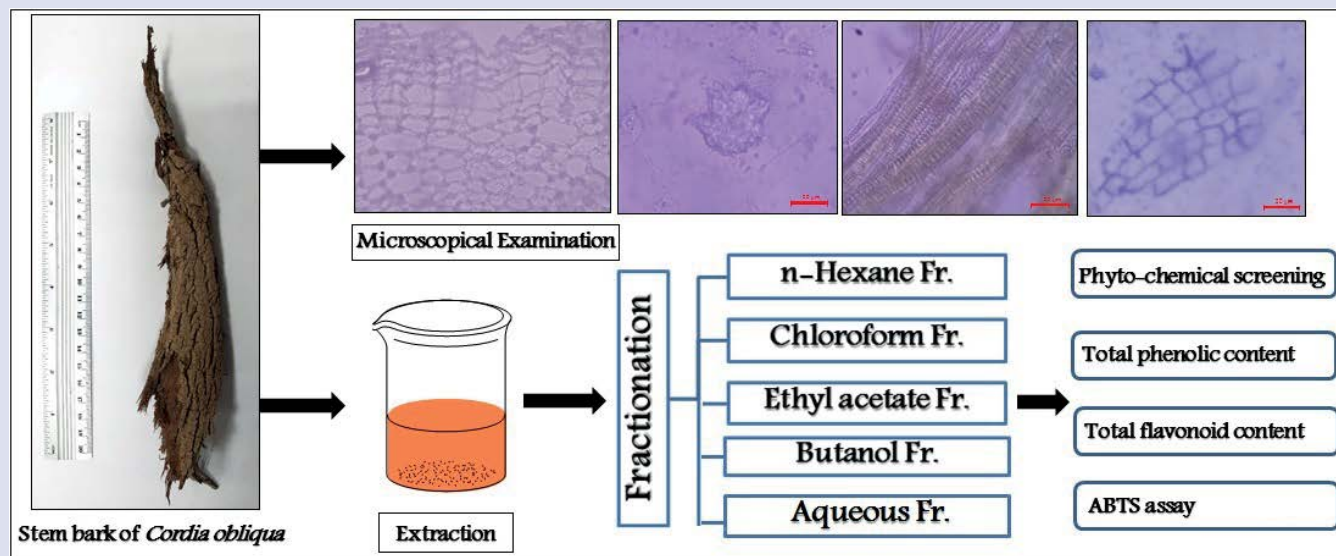 Microscopical Examination
Stem bark of Cordia obliqua
Extraction
Fractionation
n-Hexane Fr.
Chloroform Fr.
Ethyl acetate Fr.
Butanol Fr.
Aqueous Fr.
Phyto-chemical screening
Total phenolic content
Total flavonoid content
ABTS assay